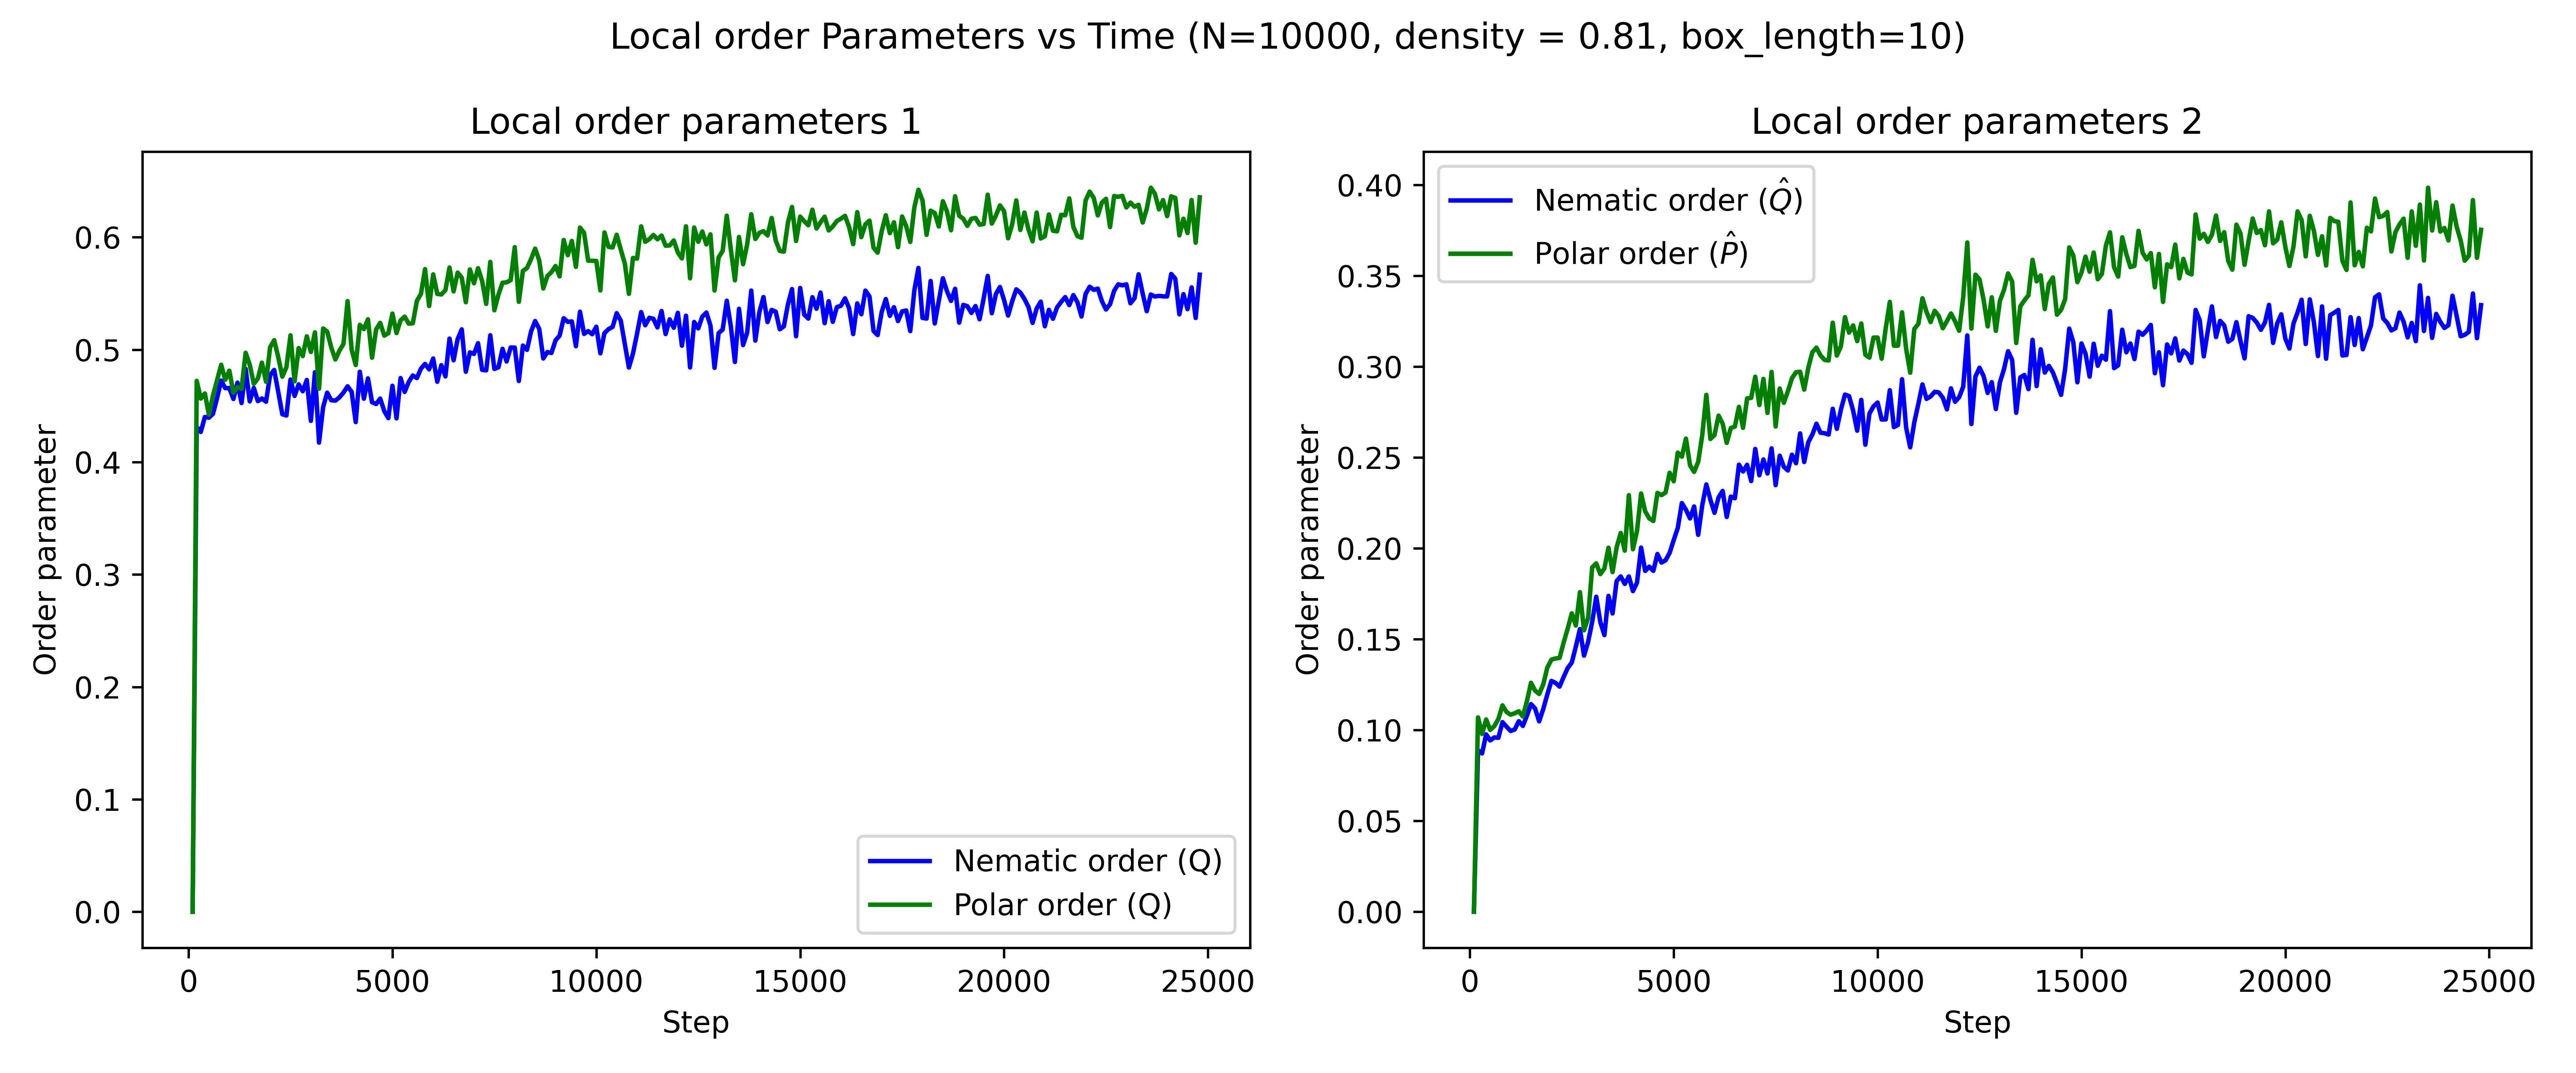 Local order Parameters vs Time (N=10000, density = 0.81, box_length=10)
Local order parameters 1
Order parameter
0.6
0.5
0.4
0.3
0.2
0.1
0.0
Nematic order (Q)
Polar order (Q)
0 5000 10000 15000 20000 25000
Step
Local order parameters 2
Order parameter
0.40
0.35
0.30
0.25
0.20
0.15
0.10
0.05
0.00
Nematic order (Q̂)
Polar order (P̂)
0 5000 10000 15000 20000 25000
Step